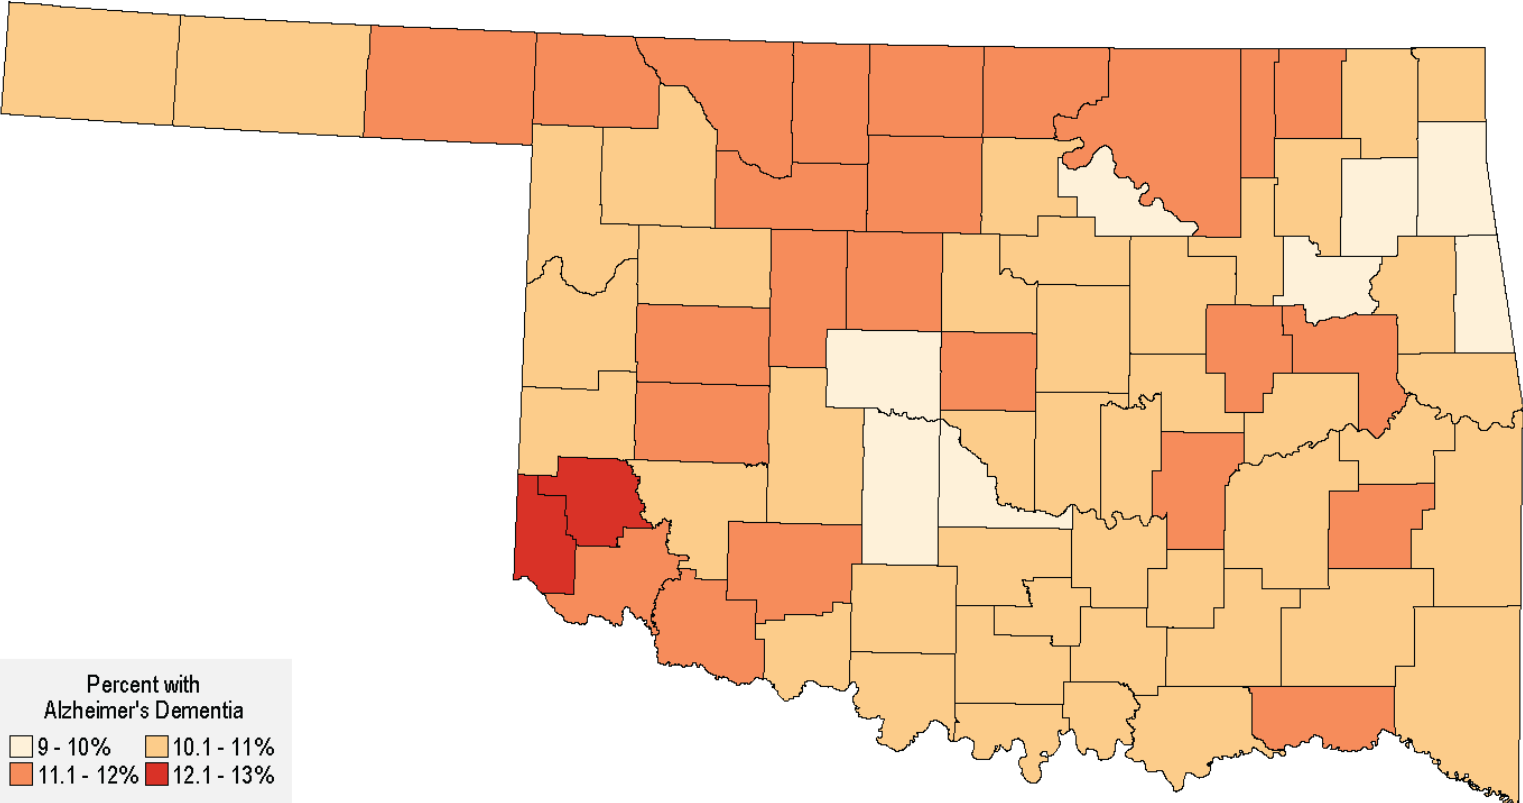 Percent with
Alzheimer's Dementia
9 - 10% 10.1 - 11%
11.1 - 12% 12.1 - 13%